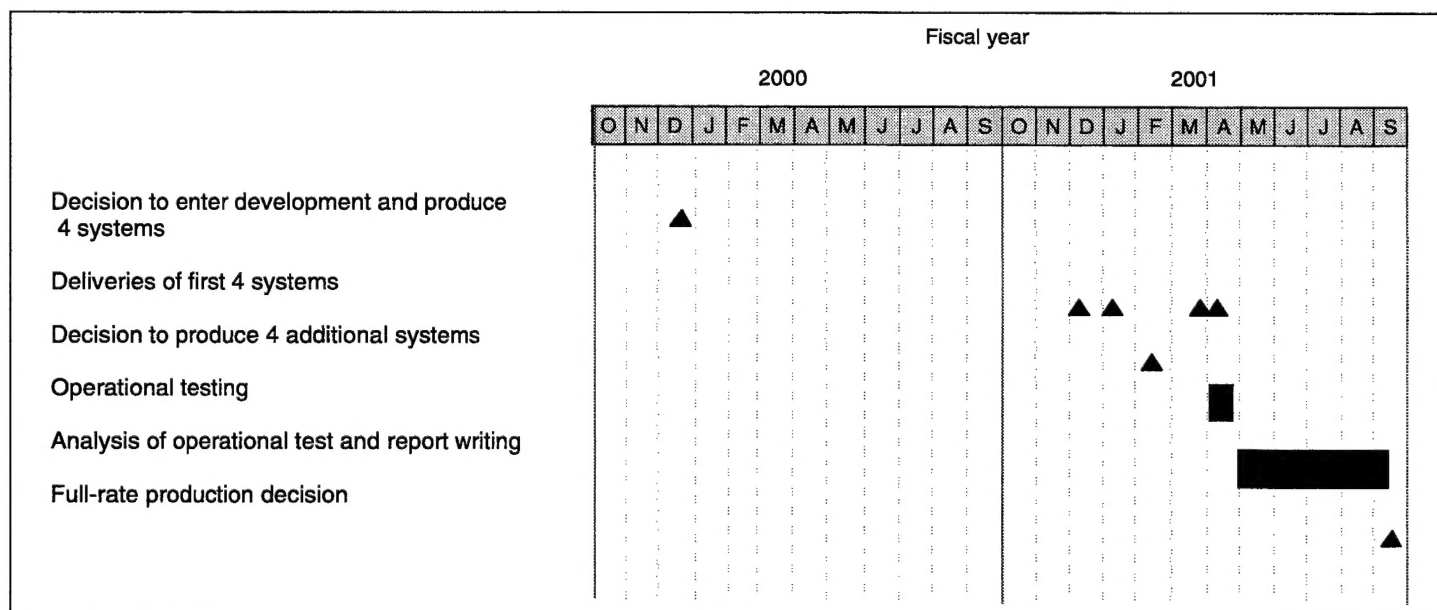 Fiscal year
2000 2001
O N D J F M A M J J A S O N D J F M A M J J A S
Decision to enter development and produce
4 systems
Deliveries of first 4 systems
Decision to produce 4 additional systems
Operational testing
Analysis of operational test and report writing
Full-rate production decision